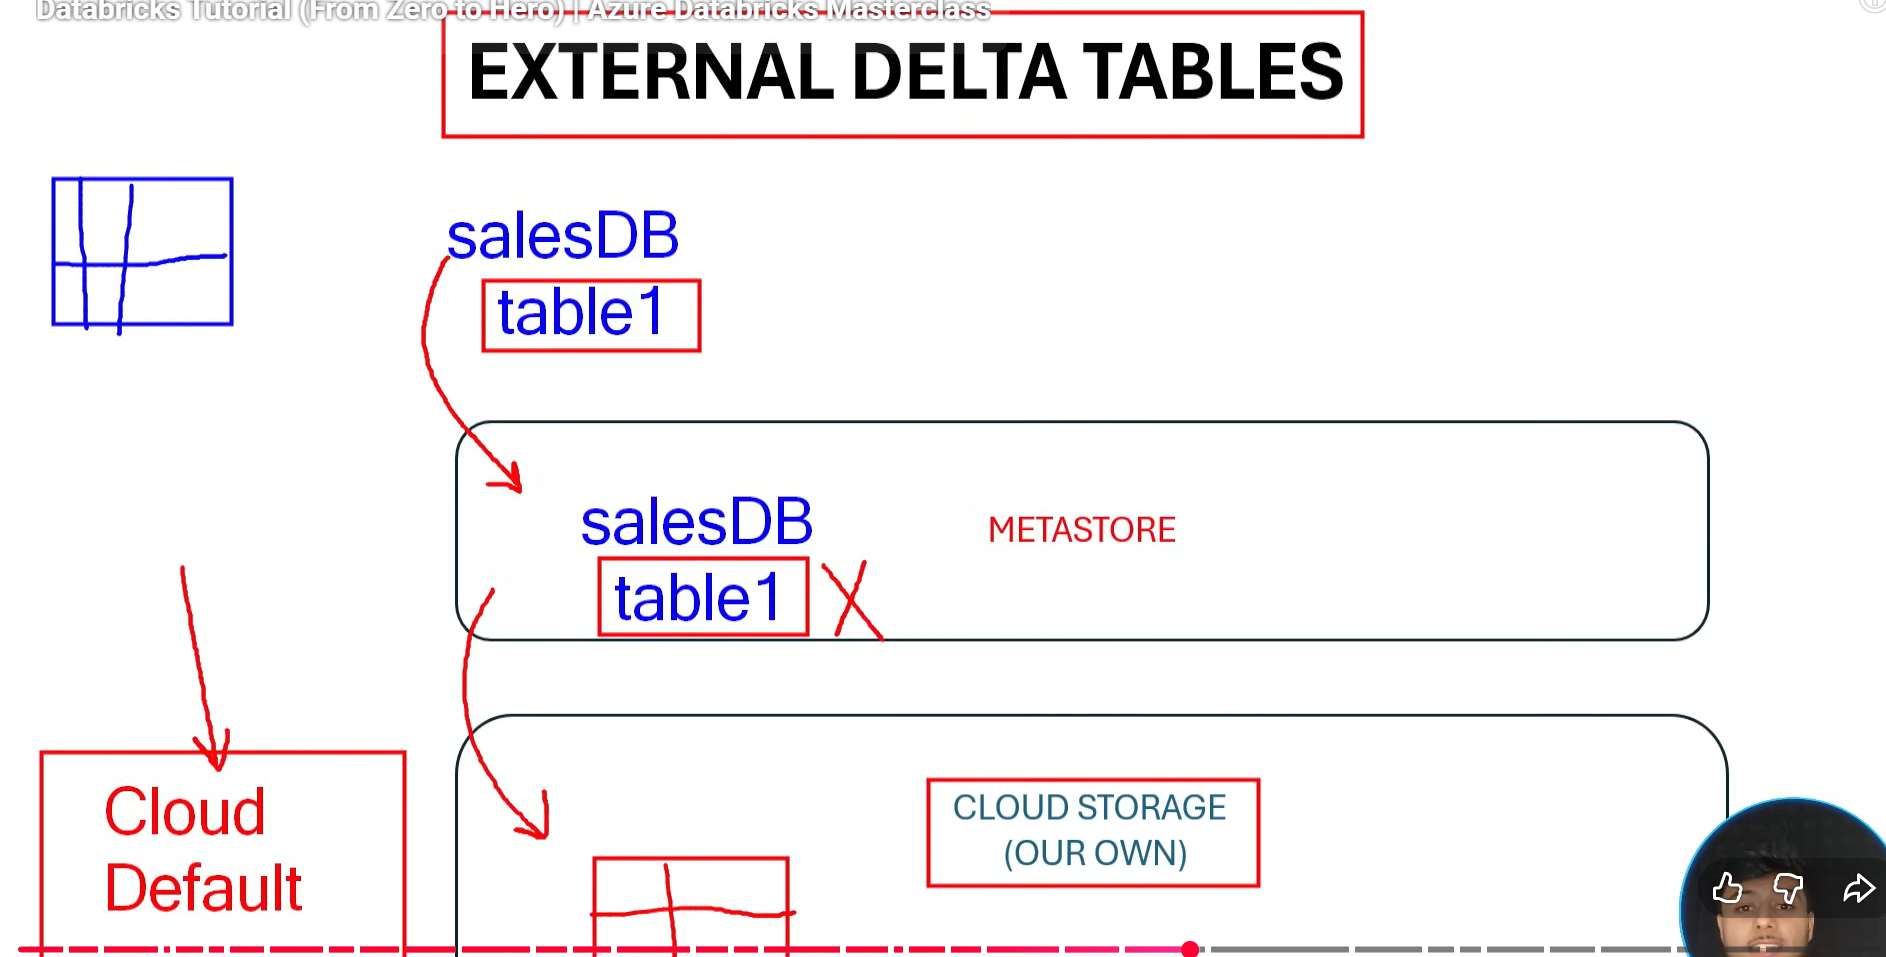 Databricks Tutorial (From Zero to Hero) | Azure Databricks Masterclass
EXTERNAL DELTA TABLES
salesDB
table1
salesDB
METASTORE
table1
CLOUD STORAGE
(OUR OWN)
Cloud
Default